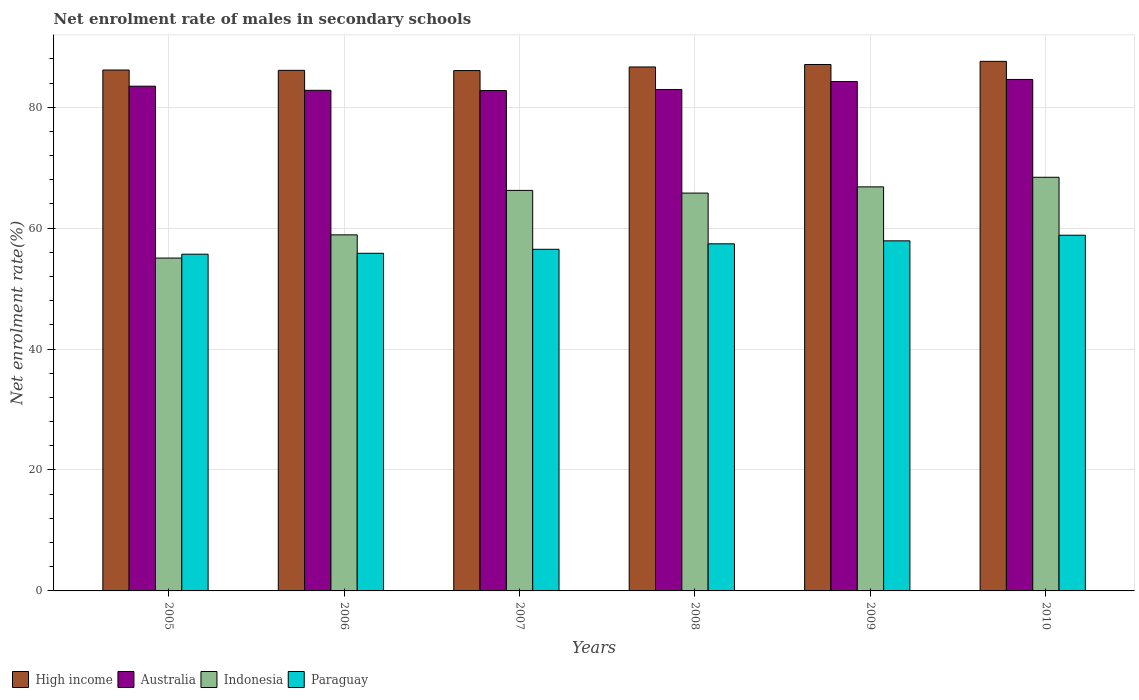 Net enrolment rate of males in secondary schools
Net enrolment rate(%)
80
60
40
20
0
2005
2006
2007
2008
2009
2010
Years
High income
Australia
Indonesia
Paraguay